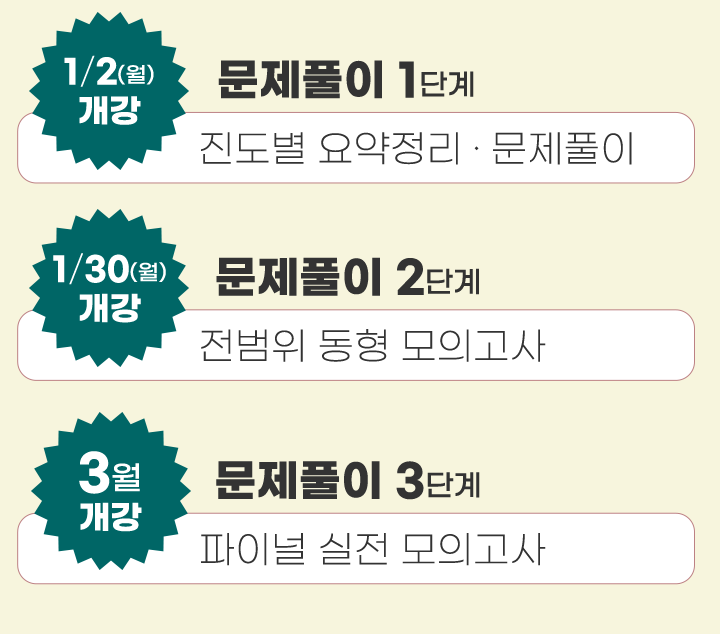 1/2(월)
개강
문제풀이 1단계
진도별 요약정리 · 문제풀이
1/30(월)
개강
문제풀이 2단계
전범위 동형 모의고사
3월
개강
문제풀이 3단계
파이널 실전 모의고사